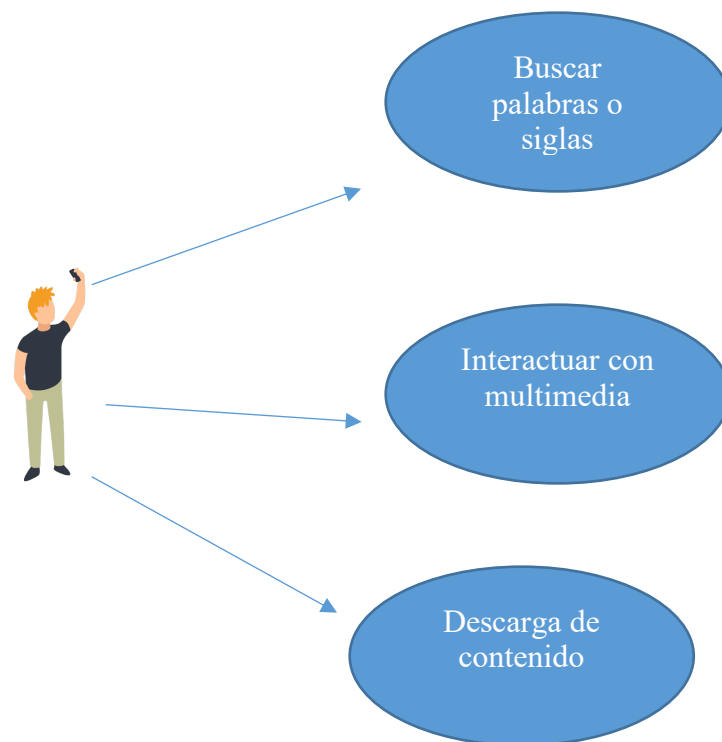 Buscar
palabras o
siglas
Interactuar con
multimedia
Descarga de
contenido